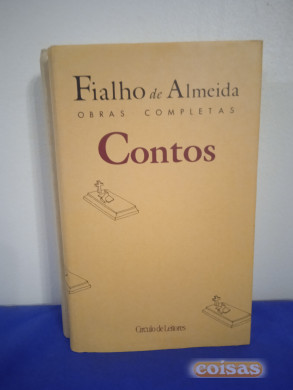 Fialho de Almeida
OBRAS COMPLETAS
Contos
Círculo de Leitores
coisas